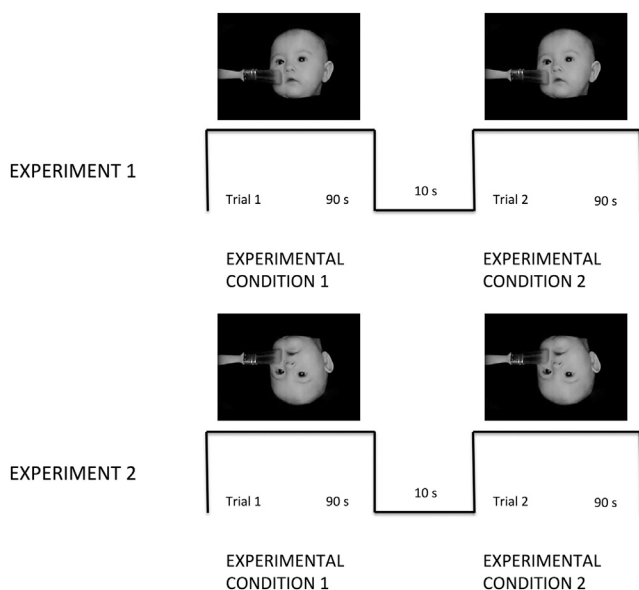 EXPERIMENT 1
Trial 1 90 s
10 s
Trial 2 90 s
EXPERIMENTAL
CONDITION 1
EXPERIMENTAL
CONDITION 2
EXPERIMENT 2
Trial 1 90 s
10 s
Trial 2 90 s
EXPERIMENTAL
CONDITION 1
EXPERIMENTAL
CONDITION 2